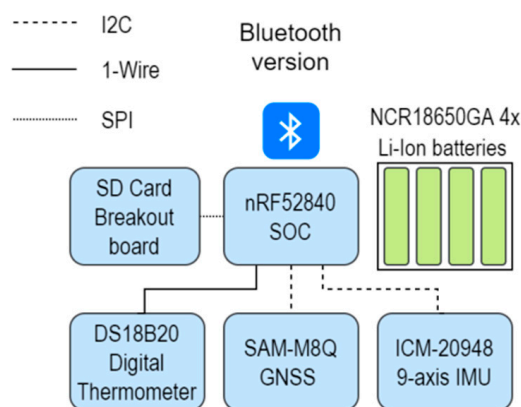 I2C
1-Wire
SPI
Bluetooth
version
NCR18650GA 4x
Li-Ion batteries
SD Card
Breakout
board
nRF52840
SOC
DS18B20
Digital
Thermometer
SAM-M8Q
GNSS
ICM-20948
9-axis IMU